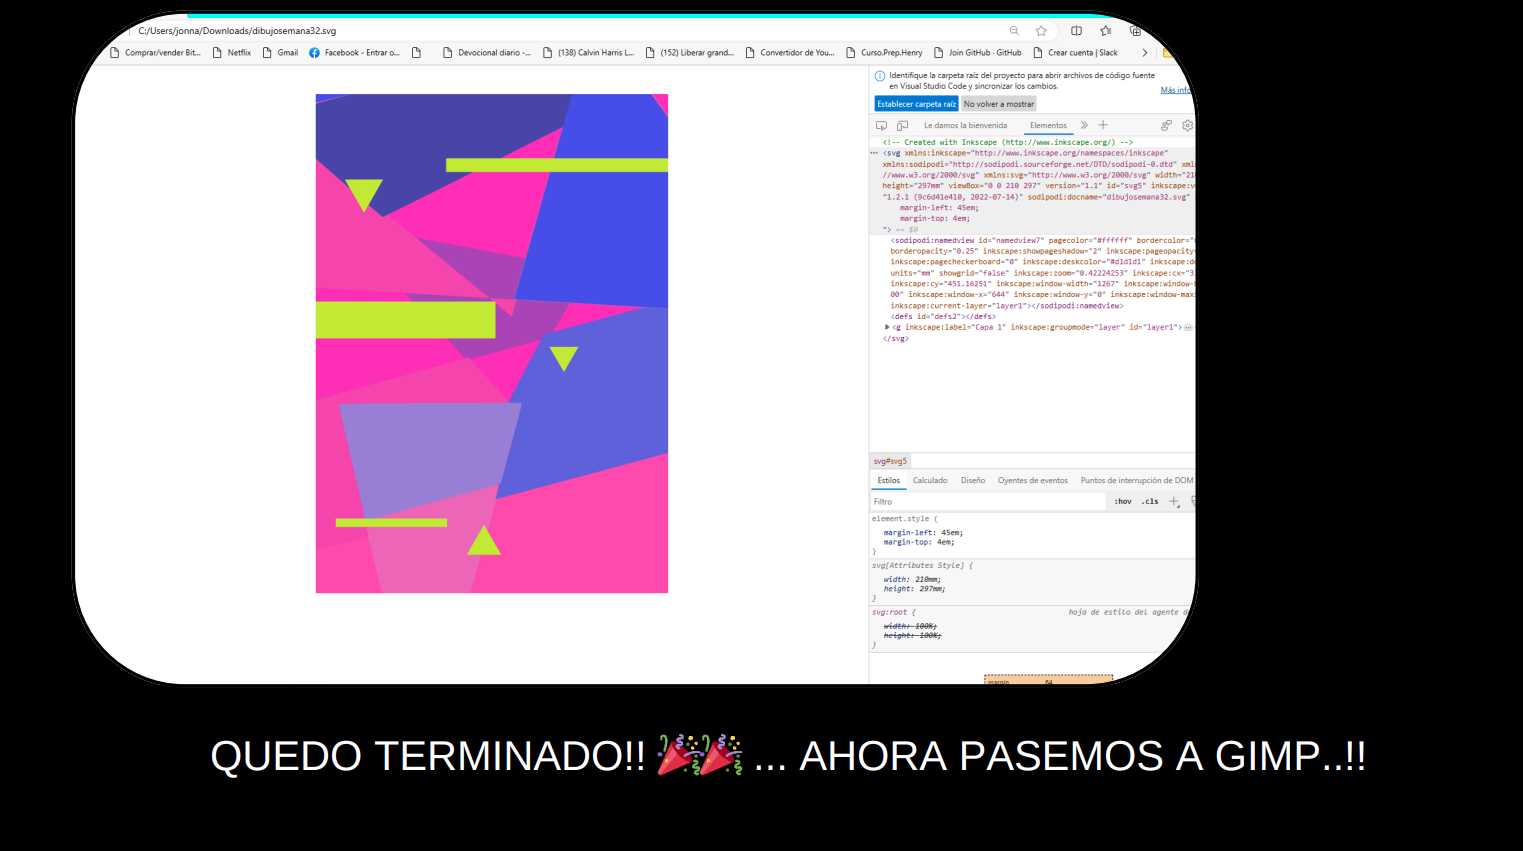 C:/Users/jonna/Downloads/dibujosemana32.svg
Comprar/vender Bit... Netflix Gmail Facebook - Entrar o... Devocional diario -... (138) Calvin Harris L... (152) Liberar grand... Convertidor de You... Curso.Prep.Henry Join GitHub · GitHub Crear cuenta | Slack
Identifique la carpeta raíz del proyecto para abrir archivos de código fuente
en Visual Studio Code y sincronizar los cambios.
Más info
Establecer carpeta raíz No volver a mostrar
Le damos la bienvenida Elementos
<!-- Created with Inkscape (http://www.inkscape.org/) -->
<svg xmlns:inkscape="http://www.inkscape.org/namespaces/inkscape"
xmlns:sodipodi="http://sodipodi.sourceforge.net/DTD/sodipodi-0.dtd" xml
//www.w3.org/2000/svg" xmlns:svg="http://www.w3.org/2000/svg" width="21
height="297mm" viewBox="0 0 210 297" version="1.1" id="svg5" inkscape:v
"1.2.1 (9c6d41e410, 2022-07-14)" sodipodi:docname="dibujosemana32.svg"
margin-left: 45em;
margin-top: 4em;
"> == $0
<sodipodi:namedview id="namedview7" pagecolor="#ffffff" bordercolor="
borderopacity="0.25" inkscape:showpageshadow="2" inkscape:pageopacity
inkscape:pagecheckerboard="0" inkscape:deskcolor="#d1d1d1" inkscape:do
units="mm" showgrid="false" inkscape:zoom="0.42224253" inkscape:cx="3
inkscape:cy="451.16251" inkscape:window-width="1267" inkscape:window-h
00" inkscape:window-x="644" inkscape:window-y="0" inkscape:window-max
inkscape:current-layer="layer1"></sodipodi:namedview>
<defs id="defs2"></defs>
<g inkscape:label="Capa 1" inkscape:groupmode="layer" id="layer1">
</svg>
svg#svg5
Estilos Calculado Diseño Oyentes de eventos Puntos de interrupción de DOM
Filtro :hov .cls
element.style {
margin-left: 45em;
margin-top: 4em;
}
svg[Attributes Style] {
width: 210mm;
height: 297mm;
}
svg:root { hoja de estilo del agente d
width: 100%;
height: 100%;
}
margin 64
QUEDO TERMINADO!! 🎉🎉 ... AHORA PASEMOS A GIMP..!!